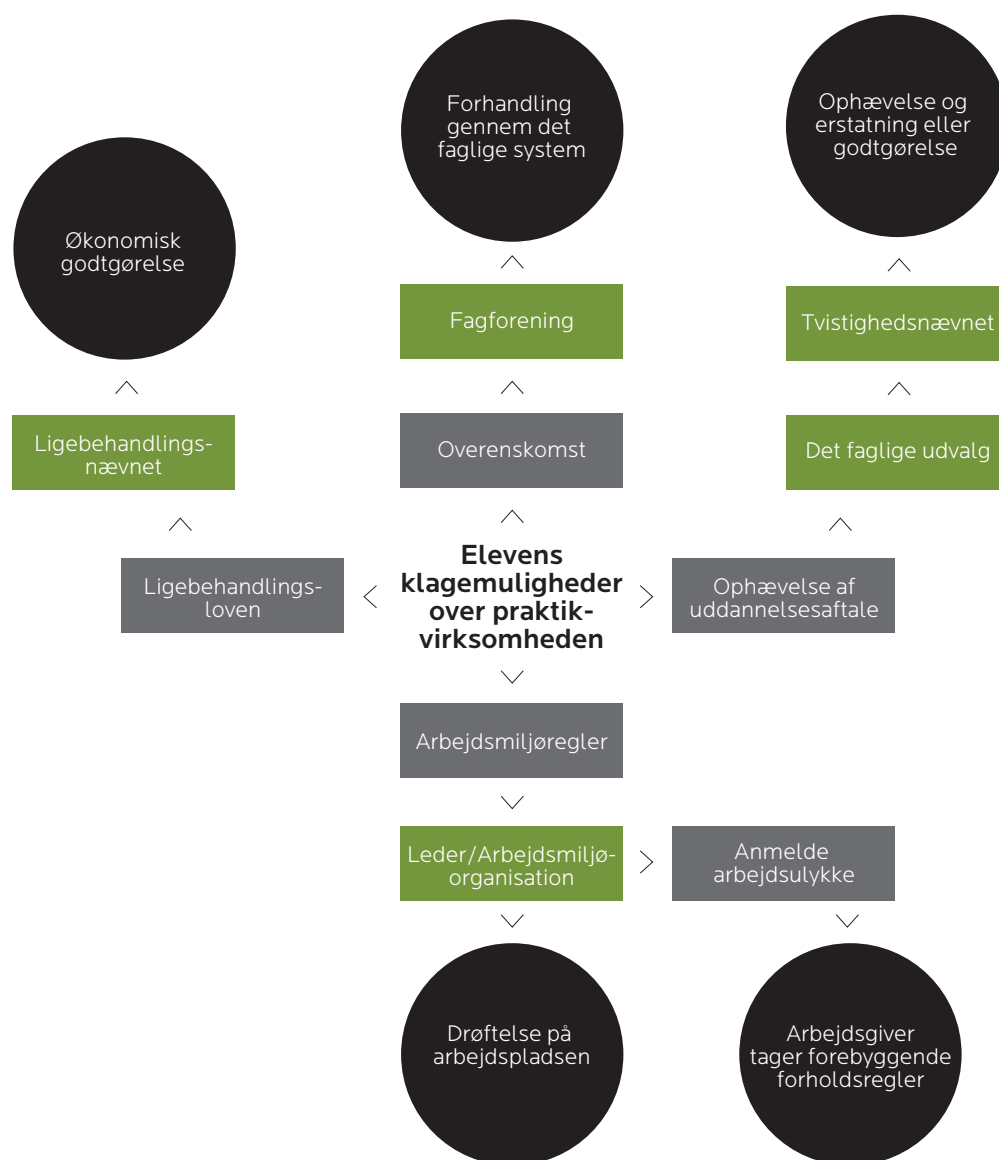 Forhandling
gennem det
faglige system
Ophævelse og
erstatning eller
godtgørelse
Økonomisk
godtgørelse
Fagforening
Tvistighedsnævnet
Ligebehandlings-
nævnet
Overenskomst
Det faglige udvalg
Ligebehandlings-
loven
Elevens
klagemuligheder
over praktik-
virksomheden
Ophævelse af
uddannelsesaftale
Arbejdsmiljøregler
Leder/Arbejdsmiljø-
organisation
Anmelde
arbejdsulykke
Drøftelse på
arbejdspladsen
Arbejdsgiver
tager forebyggende
forholdsregler